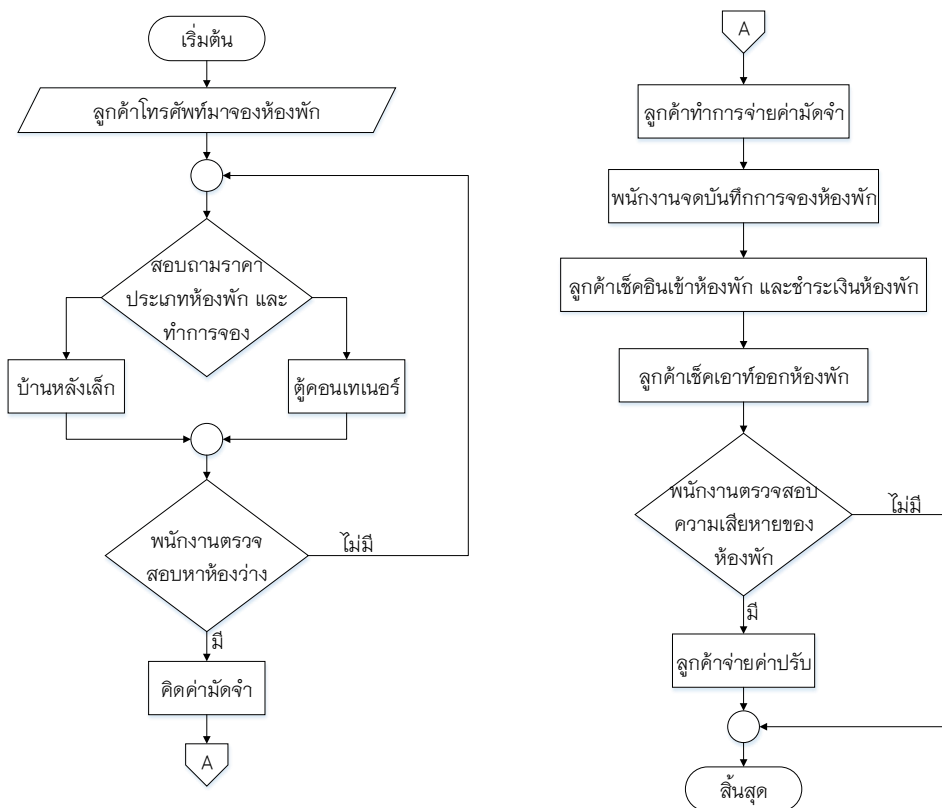 เริ่มต้น
ลูกค้าโทรศัพท์มาจองห้องพัก
สอบถามราคา
ประเภทห้องพัก และ
ทำการจอง
บ้านหลังเล็ก
ตู้คอนเทเนอร์
พนักงานตรวจ
สอบหาห้องว่าง
ไม่มี
มี
คิดค่ามัดจำ
A
A
ลูกค้าทำการจ่ายค่ามัดจำ
พนักงานจดบันทึกการจองห้องพัก
ลูกค้าเช็คอินเข้าห้องพัก และชำระเงินห้องพัก
ลูกค้าเช็คเอาท์ออกห้องพัก
พนักงานตรวจสอบ
ความเสียหายของ
ห้องพัก
ไม่มี
มี
ลูกค้าจ่ายค่าปรับ
สิ้นสุด